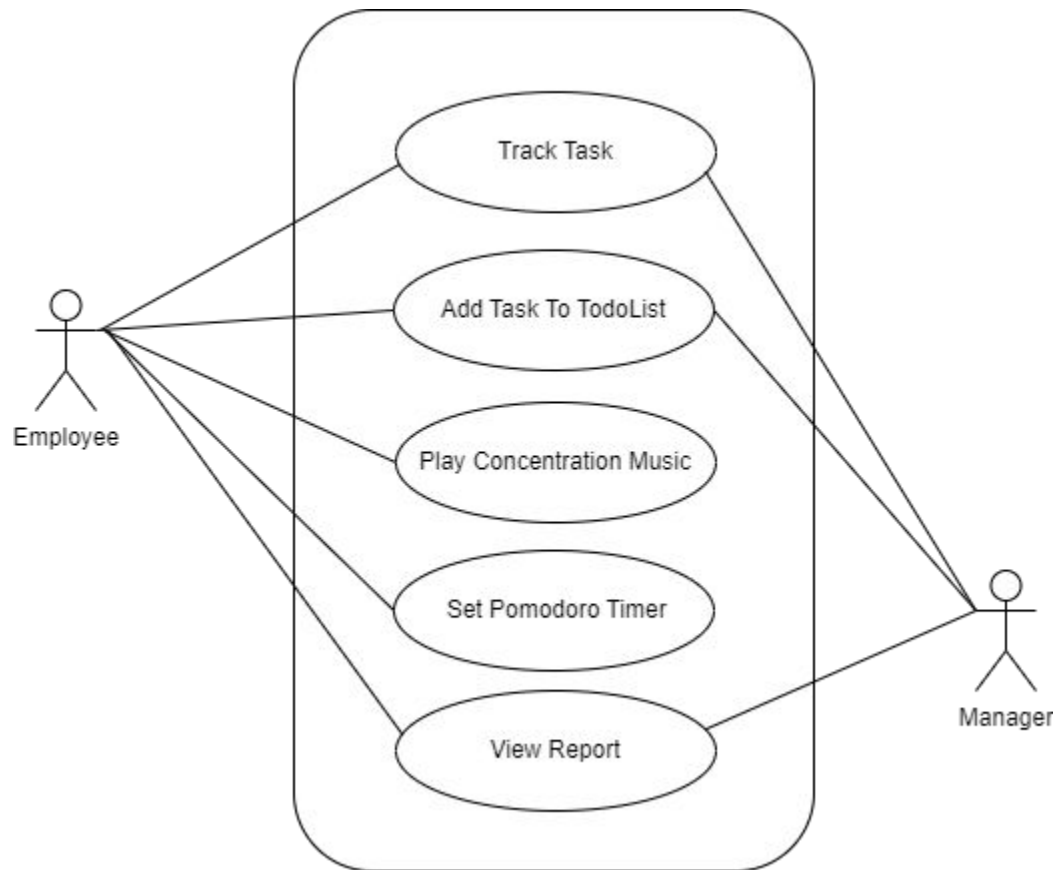 Track Task
Add Task To TodoList
Employee
Play Concentration Music
Set Pomodoro Timer
Manager
View Report